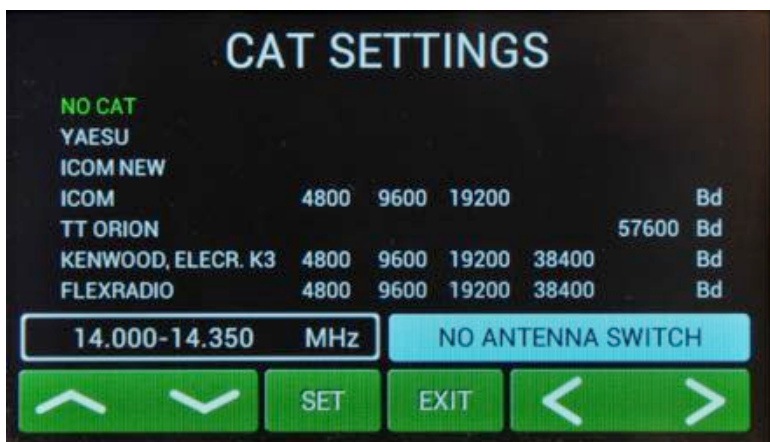 CAT SETTINGS
NO CAT
YAESU
ICOM NEW
ICOM 4800 9600 19200 Bd
TT ORION 57600 Bd
KENWOOD, ELECR. K3 4800 9600 19200 38400 Bd
FLEXRADIO 4800 9600 19200 38400 Bd
14.000-14.350 MHz NO ANTENNA SWITCH
SET EXIT